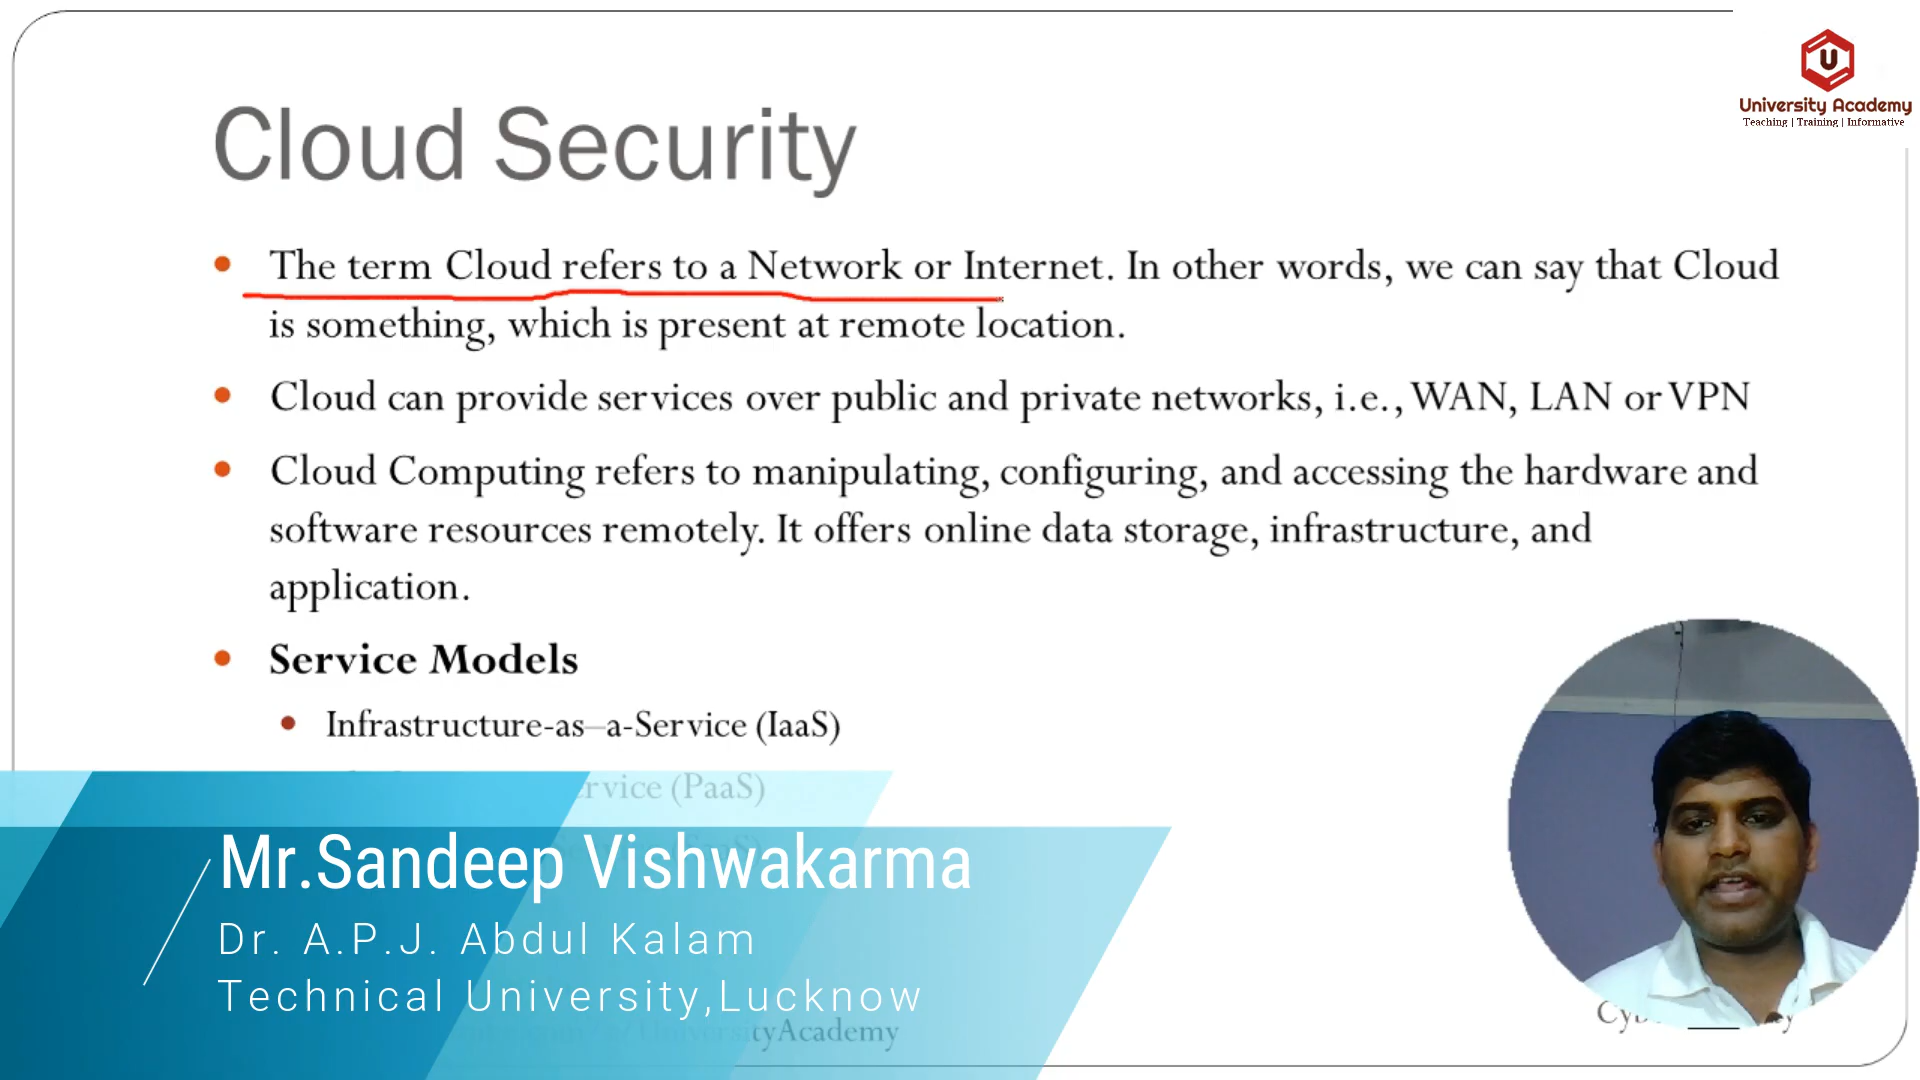 University Academy
Teaching | Training | Informative
Cloud Security
The term Cloud refers to a Network or Internet. In other words, we can say that Cloud
is something, which is present at remote location.
Cloud can provide services over public and private networks, i.e., WAN, LAN or VPN
Cloud Computing refers to manipulating, configuring, and accessing the hardware and
software resources remotely. It offers online data storage, infrastructure, and
application.
Service Models
Infrastructure-as–a-Service (IaaS)
(PaaS)
Mr.Sandeep Vishwakarma
Dr. A.P.J. Abdul Kalam
Technical University,Lucknow
UniversityAcademy